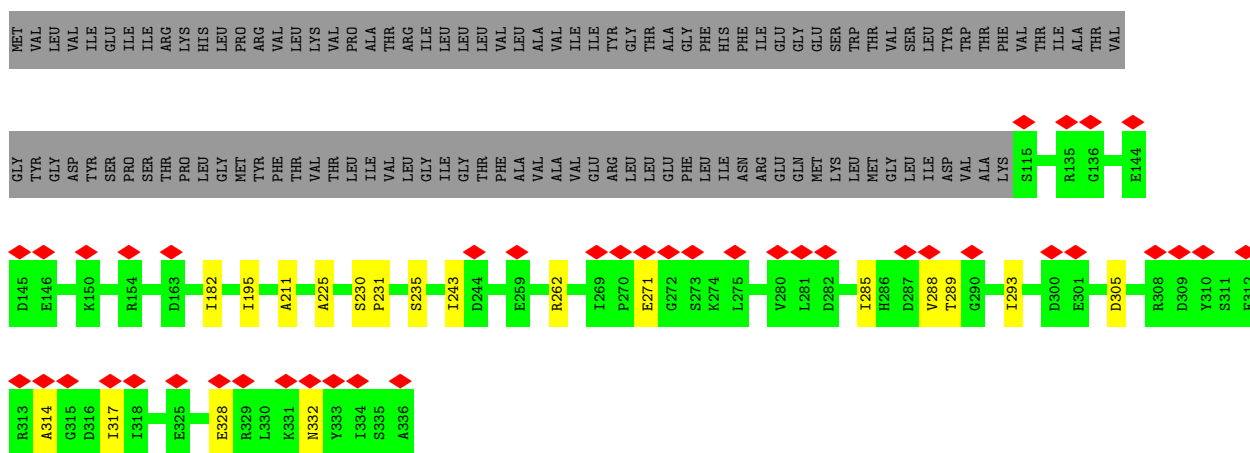 MET VAL LEU VAL ILE GLU ILE ILE ARG LYS HIS LEU PRO ARG VAL LEU LYS VAL PRO ALA THR ARG ILE LEU LEU LEU VAL LEU ALA VAL ILE ILE TYR GLY THR ALA GLY PHE HIS PHE ILE GLU GLY GLU SER TRP THR VAL SER LEU TYR TRP THR PHE VAL THR ILE ALA THR VAL
GLY TYR GLY ASP TYR SER PRO SER THR PRO LEU GLY MET TYR PHE THR VAL THR LEU ILE VAL LEU GLY ILE GLY THR PHE ALA VAL ALA VAL GLU ARG LEU LEU GLU PHE LEU ILE ASN ARG GLU GLN MET LYS LEU MET GLY LEU ILE ASP VAL ALA LYS S115 R135 G136 E144
D145 E146 K150 R154 D163 I182 I195 A211 A225 S230 P231 S235 I243 D244 E259 R262 I269 P270 E271 G272 S273 K274 L275 V280 L281 D282 I285 H286 D287 V288 T289 G290 I293 D300 E301 D305 R308 D309 Y310 S311 E312
R313 A314 G315 D316 I317 I318 E325 E328 R329 L330 K331 N332 Y333 I334 S335 A336